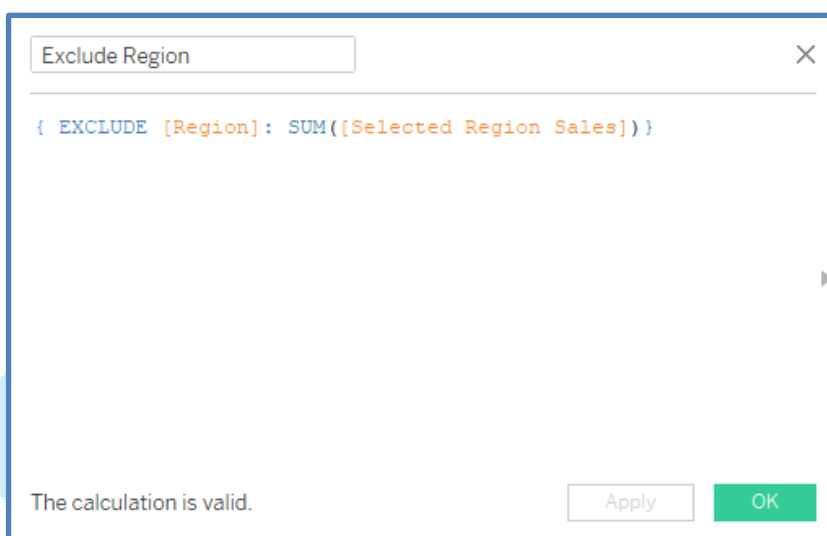 Exclude Region
{ EXCLUDE [Region]: SUM([Selected Region Sales])}
The calculation is valid.
Apply
OK